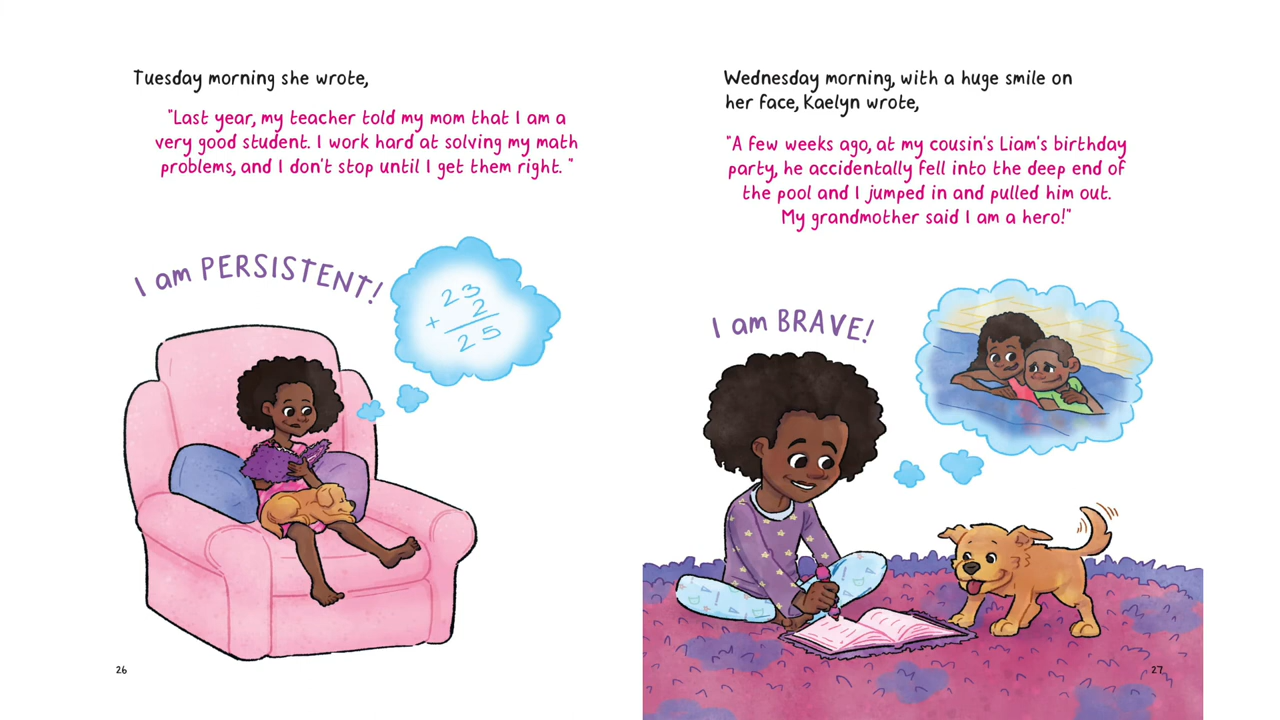 Tuesday morning she wrote,
"Last year, my teacher told my mom that I am a
very good student. I work hard at solving my math
problems, and I don't stop until I get them right. "
I am PERSISTENT!
23
+ 2
25
26
Wednesday morning, with a huge smile on
her face, Kaelyn wrote,
"A few weeks ago, at my cousin's Liam's birthday
party, he accidentally fell into the deep end of
the pool and I jumped in and pulled him out.
My grandmother said I am a hero!"
I am BRAVE!
27